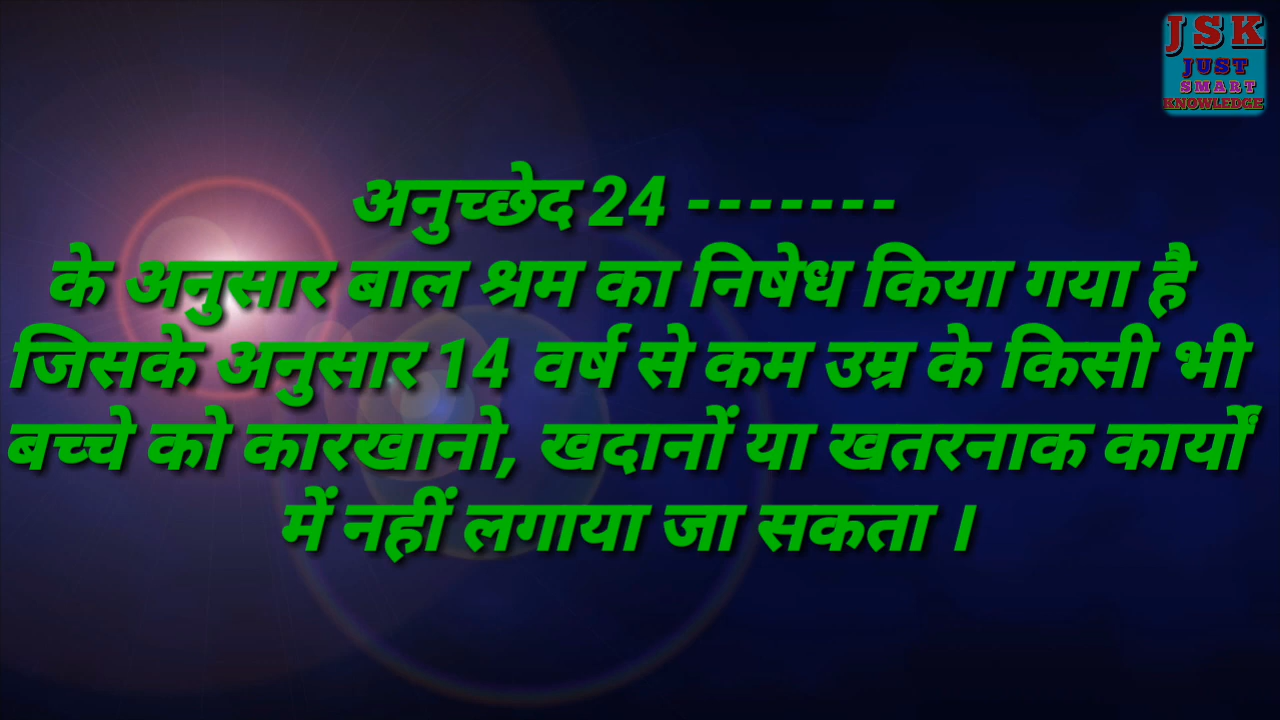 J S K
JUST
SMART
KNOWLEDGE
अनुच्छेद 24 -------
के अनुसार बाल श्रम का निषेध किया गया है
जिसके अनुसार 14 वर्ष से कम उम्र के किसी भी
बच्चे को कारखानो, खदानों या खतरनाक कार्यों
में नहीं लगाया जा सकता ।